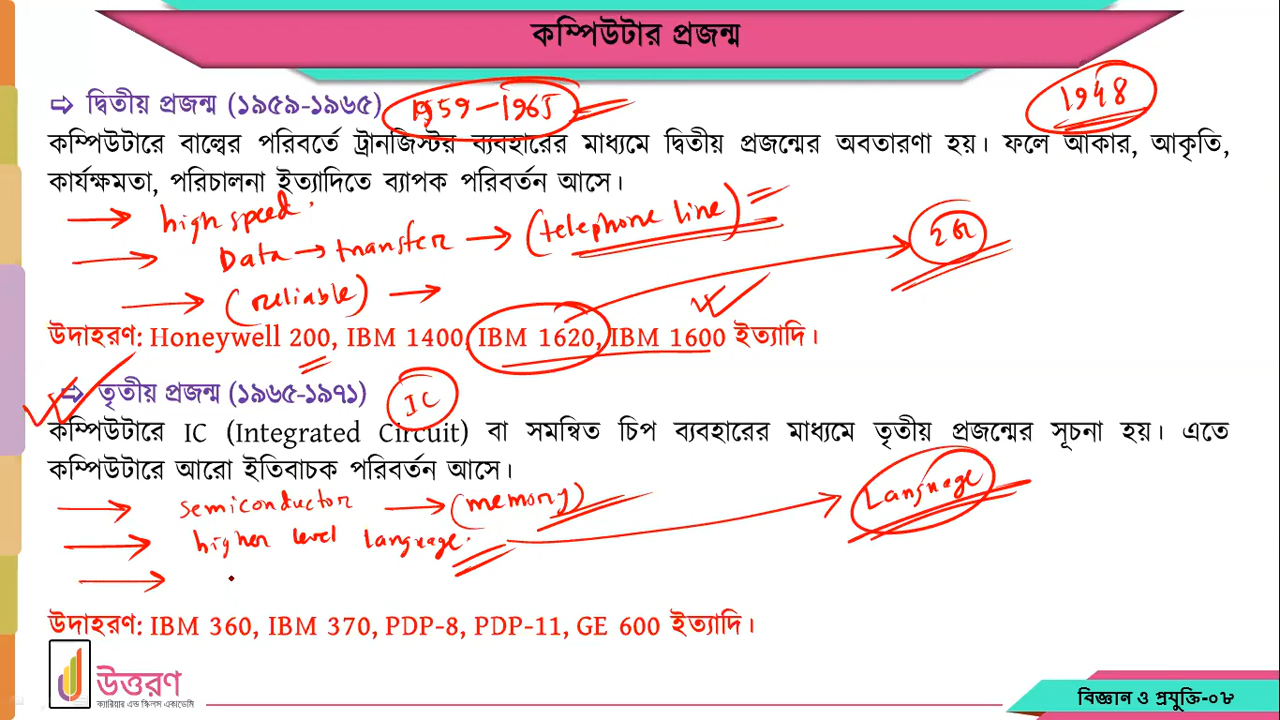 কম্পিউটার প্রজন্ম
⇨ দ্বিতীয় প্রজন্ম (১৯৫৯-১৯৬৫) 1959-1965
1948
কম্পিউটারে বাল্বের পরিবর্তে ট্রানজিস্টর ব্যবহারের মাধ্যমে দ্বিতীয় প্রজন্মের অবতারণা হয়। ফলে আকার, আকৃতি,
কার্যক্ষমতা, পরিচালনা ইত্যাদিতে ব্যাপক পরিবর্তন আসে।
→ high speed.
→ Data → transfer → (telephone line)
→ (reliable) →
উদাহরণ: Honeywell 200, IBM 1400, IBM 1620, IBM 1600 ইত্যাদি।
⇨ তৃতীয় প্রজন্ম (১৯৬৫-১৯৭১) IC
কম্পিউটারে IC (Integrated Circuit) বা সমন্বিত চিপ ব্যবহারের মাধ্যমে তৃতীয় প্রজন্মের সূচনা হয়। এতে
কম্পিউটারে আরো ইতিবাচক পরিবর্তন আসে।
→ semiconductor → (memory)
→ higher level language. → Language
→
উদাহরণ: IBM 360, IBM 370, PDP-8, PDP-11, GE 600 ইত্যাদি।
উত্তরণ
ক্যারিয়ার এন্ড স্কিলস একাডেমি
বিজ্ঞান ও প্রযুক্তি-০৮